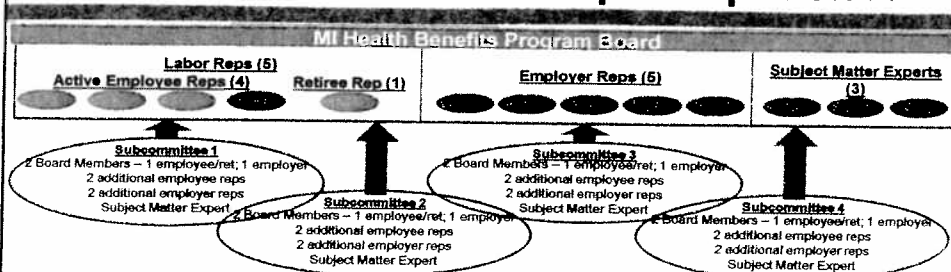 MI Health Benefits Program Board
Labor Reps (5)
Active Employee Reps (4)
Retiree Rep (1)
Employer Reps (5)
Subject Matter Experts
(3)
Subcommittee 1
2 Board Members – 1 employee/ret; 1 employer
2 additional employee reps
2 additional employer reps
Subject Matter Expert
Subcommittee 2
2 Board Members – 1 employee/ret; 1 employer
2 additional employee reps
2 additional employer reps
Subject Matter Expert
Subcommittee 3
2 Board Members – 1 employee/ret; 1 employer
2 additional employee reps
2 additional employer reps
Subject Matter Expert
Subcommittee 4
2 Board Members – 1 employee/ret; 1 employer
2 additional employee reps
2 additional employer reps
Subject Matter Expert